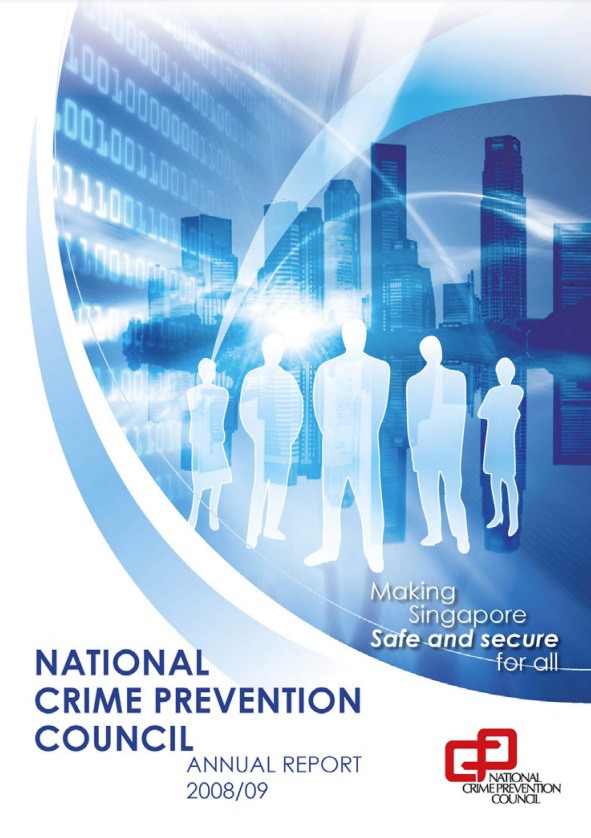 Making
Singapore
Safe and secure
for all
NATIONAL
CRIME PREVENTION
COUNCIL
ANNUAL REPORT
2008/09
NATIONAL
CRIME PREVENTION
COUNCIL